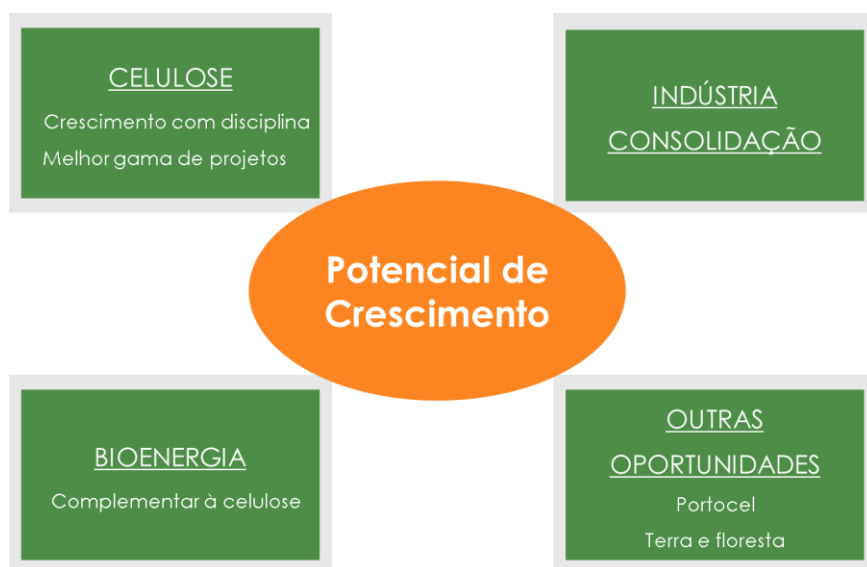 CELULOSE
Crescimento com disciplina
Melhor gama de projetos
INDÚSTRIA
CONSOLIDAÇÃO
Potencial de
Crescimento
BIOENERGIA
Complementar à celulose
OUTRAS
OPORTUNIDADES
Portocel
Terra e floresta